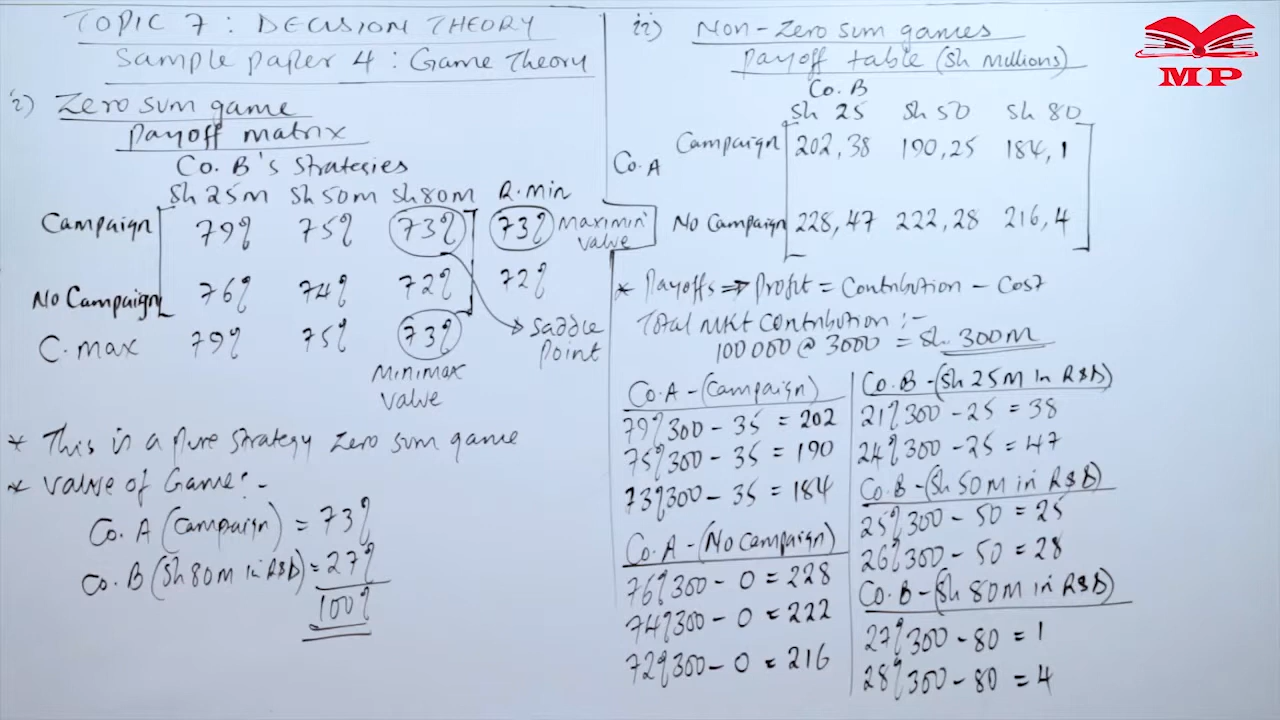 TOPIC 7 : DECISION THEORY
Sample paper 4 : Game Theory
i) Zero sum game
payoff matrix
Co. B's Strategies
Sh 25m Sh 50m Sh 80m R. min
Campaign 79% 75% 73% 73% Maximin value
No Campaign 76% 74% 72% 72%
C. max 79% 75% 73% Saddle point
Minimax value
* This is a pure strategy zero sum game
* Value of Game: -
Co. A (Campaign) = 73%
Co. B (Sh 80m in R&D) = 27%
100%
ii) Non-Zero sum games
payoff table (Sh Millions)
Co. B
Sh 25 Sh 50 Sh 80
Co. A
Campaign 202, 38 190, 25 184, 1
No Campaign 228, 47 222, 28 216, 4
* Payoffs => Profit = Contribution - Cost
Total Mkt Contribution :-
100 000 @ 3000 = Sh. 300M
Co. A - (Campaign)
79% 300 - 35 = 202
75% 300 - 35 = 190
73% 300 - 35 = 184
Co. A - (No Campaign)
76% 300 - 0 = 228
74% 300 - 0 = 222
72% 300 - 0 = 216
Co. B - (Sh 25M in R&D)
21% 300 - 25 = 38
24% 300 - 25 = 47
Co. B - (Sh 50M in R&D)
25% 300 - 50 = 25
26% 300 - 50 = 28
Co. B - (Sh 80M in R&D)
27% 300 - 80 = 1
28% 300 - 80 = 4
MP